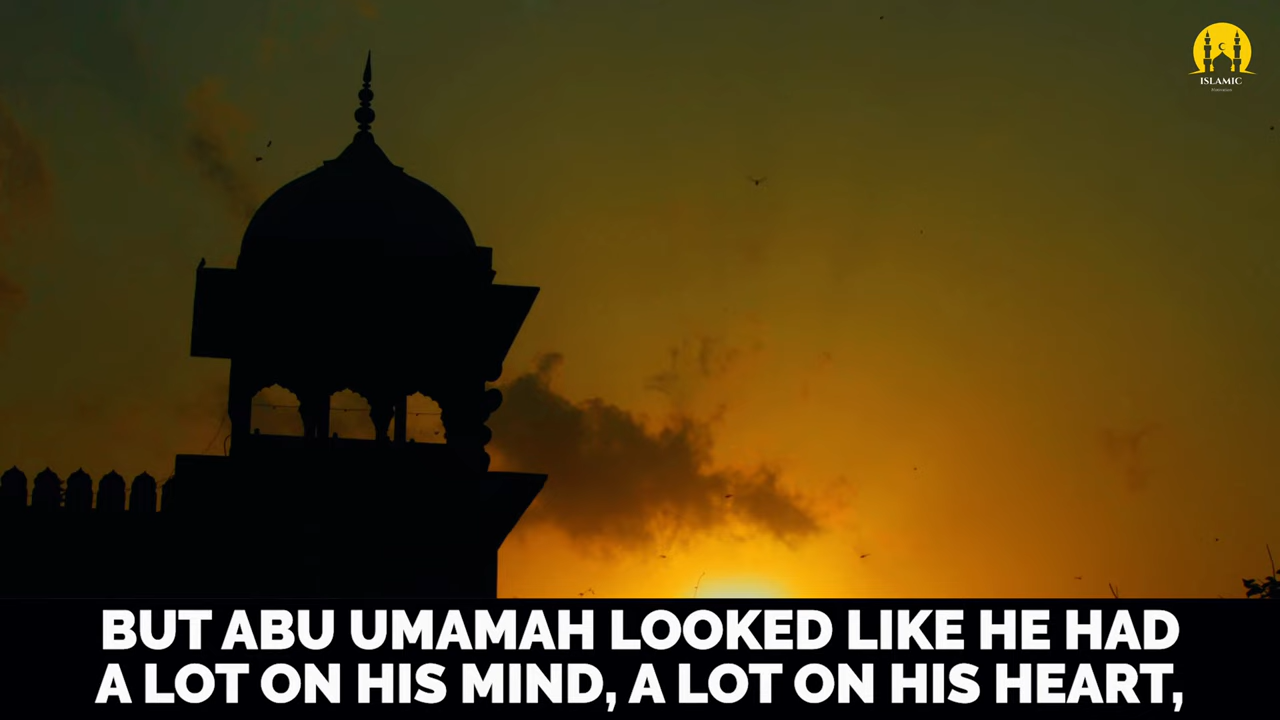 ISLAMIC
BUT ABU UMAMAH LOOKED LIKE HE HAD
A LOT ON HIS MIND, A LOT ON HIS HEART,